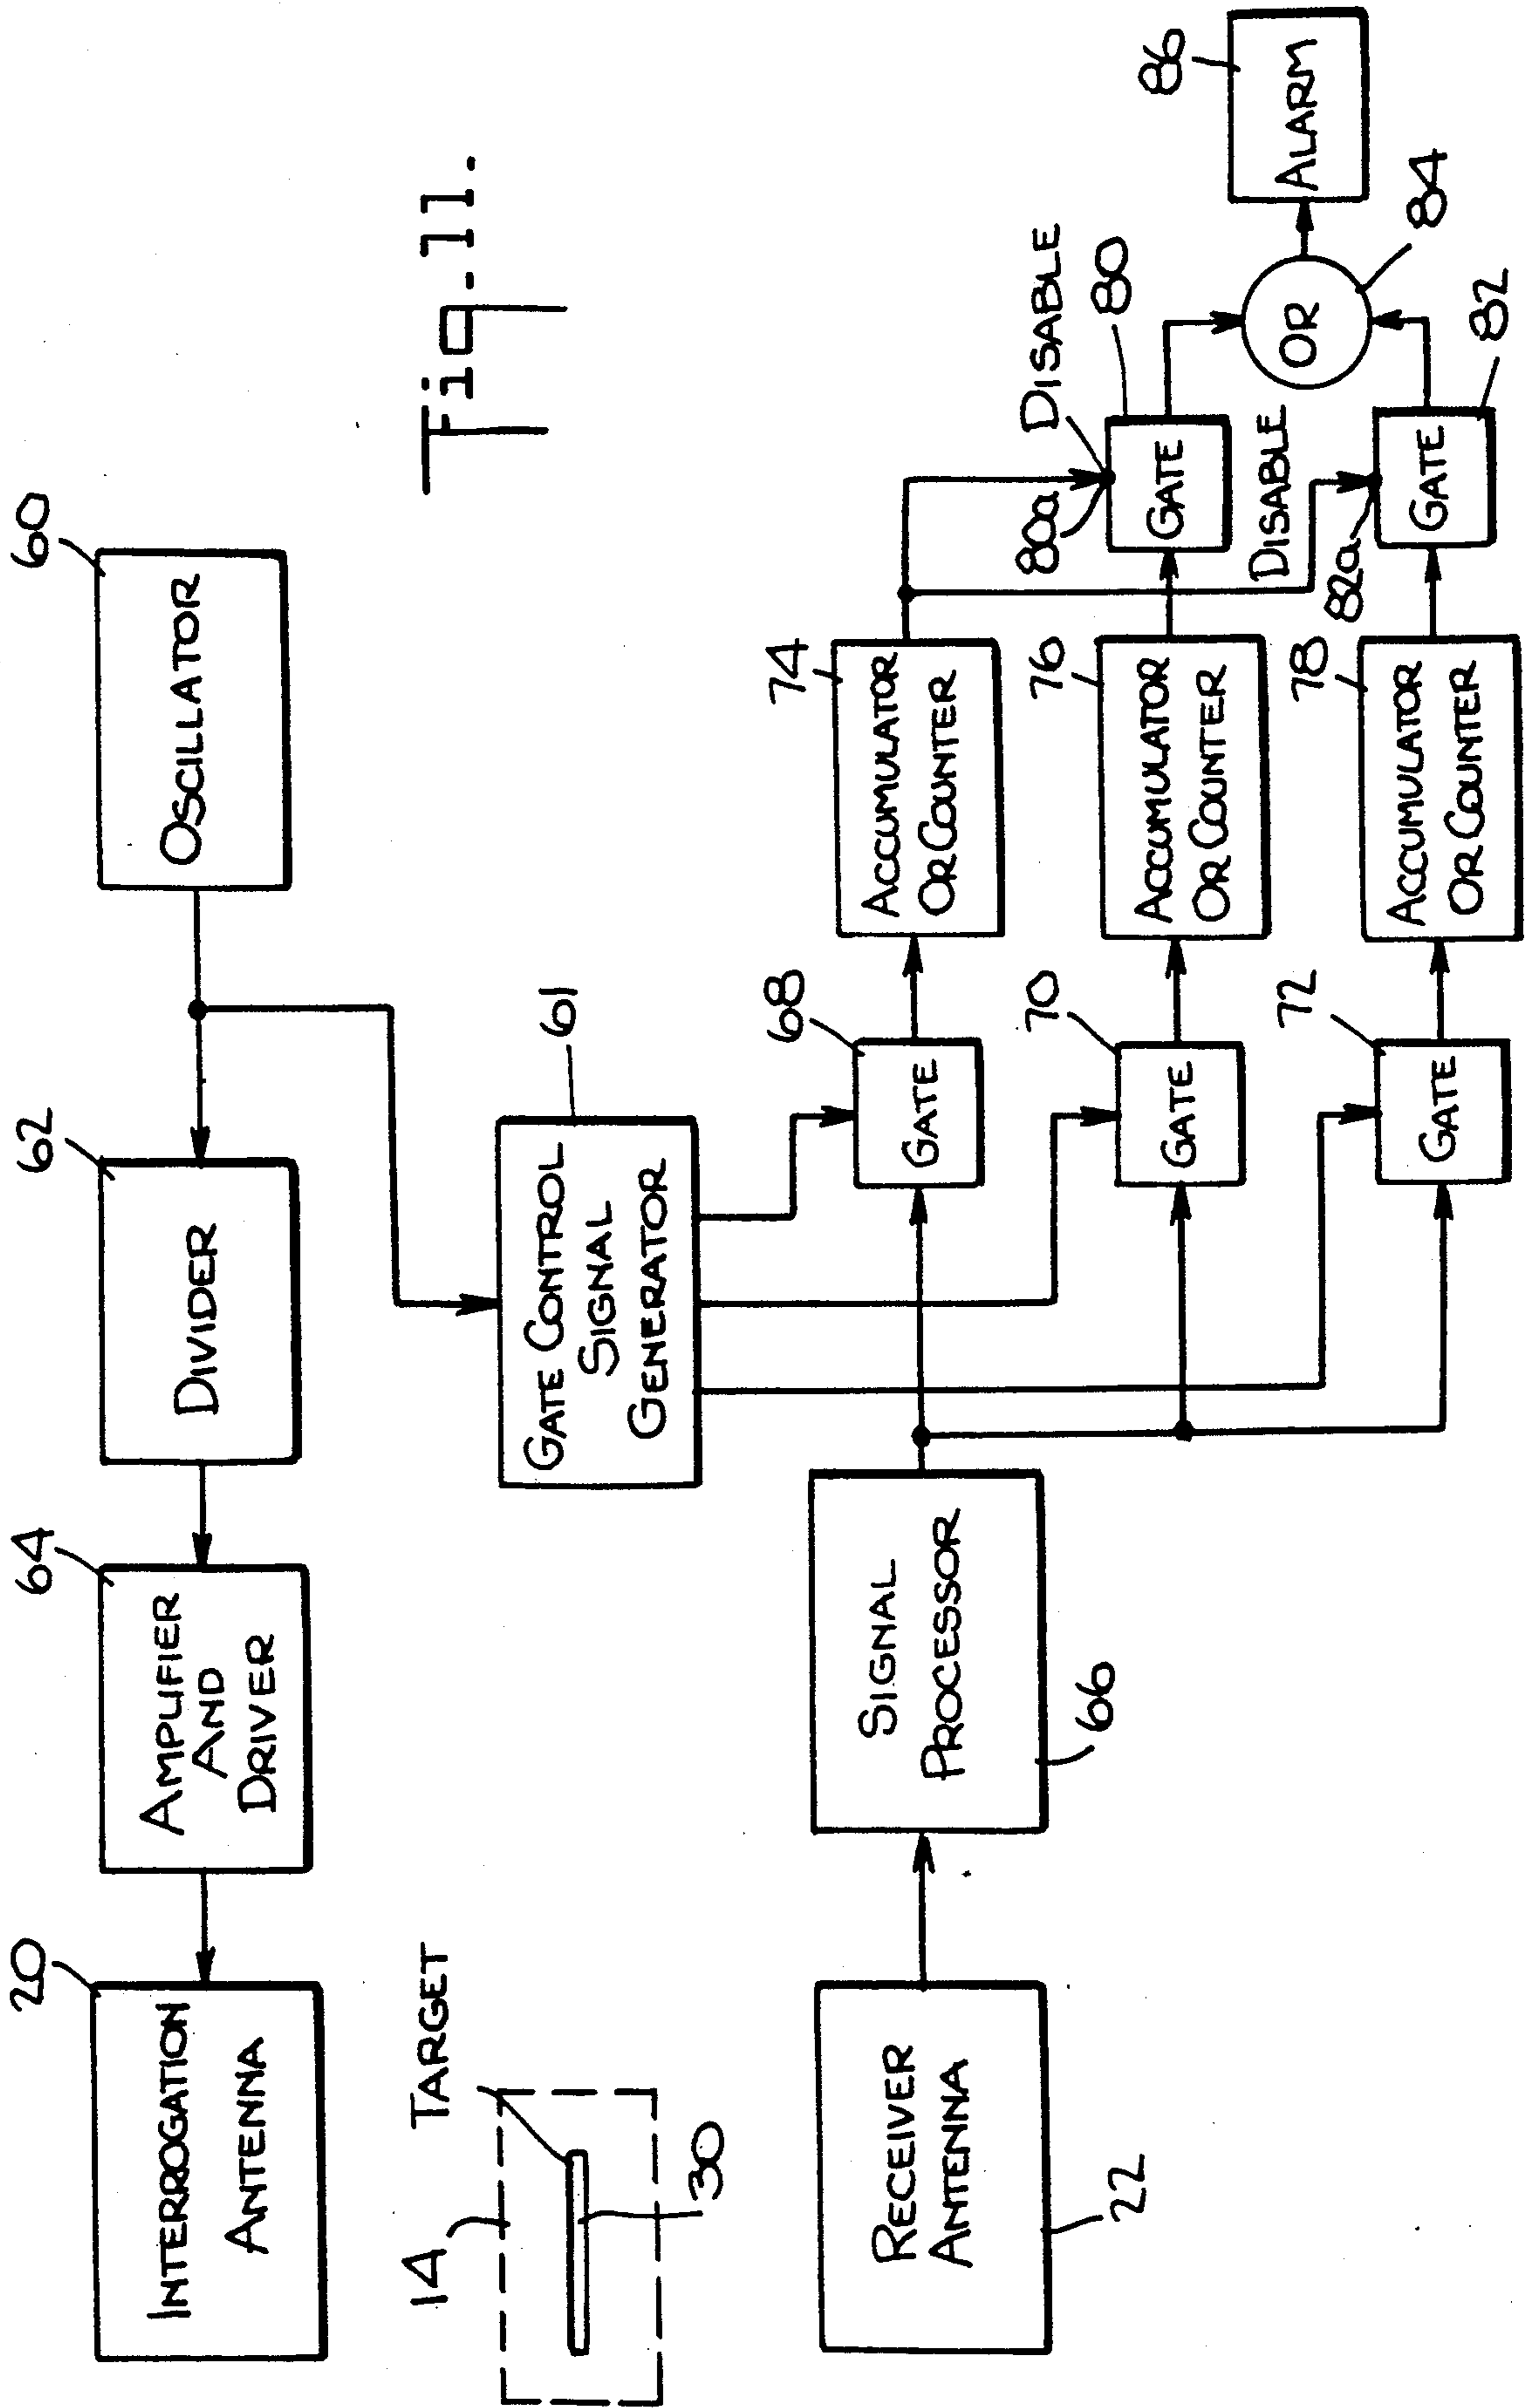 20
INTERROGATION
ANTENNA
64
AMPLIFIER
AND
DRIVER
62
DIVIDER
60
OSCILLATOR
14
TARGET
30
61
GATE CONTROL
SIGNAL
GENERATOR
Fig. 11.
RECEIVER
ANTENNA
22
SIGNAL
PROCESSOR
66
68
GATE
74
ACCUMULATOR
OR COUNTER
70
GATE
76
ACCUMULATOR
OR COUNTER
80a
DISABLE
80
GATE
72
GATE
78
ACCUMULATOR
OR COUNTER
82a
DISABLE
GATE
82
OR
84
86
ALARM